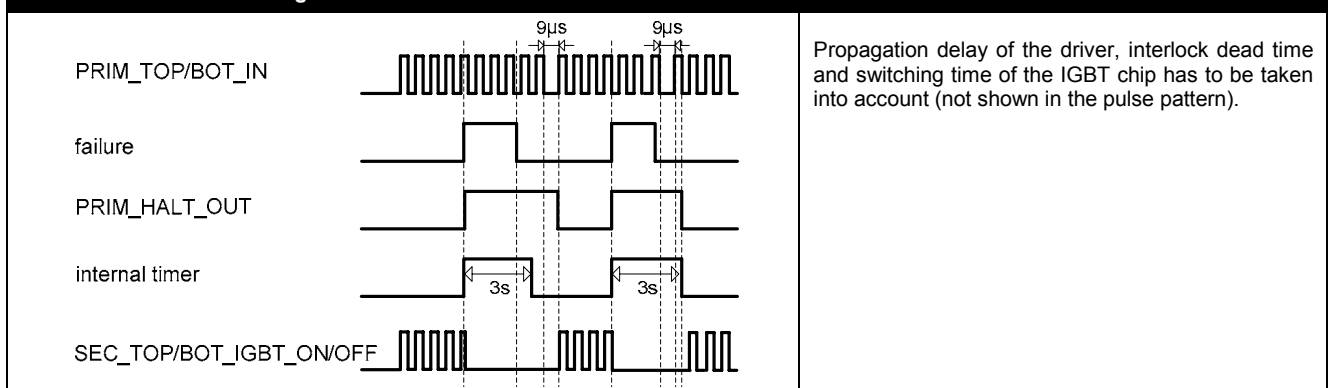 9µs 9µs
PRIM_TOP/BOT_IN
failure
PRIM_HALT_OUT
internal timer
3s 3s
SEC_TOP/BOT_IGBT_ON/OFF
Propagation delay of the driver, interlock dead time
and switching time of the IGBT chip has to be taken
into account (not shown in the pulse pattern).